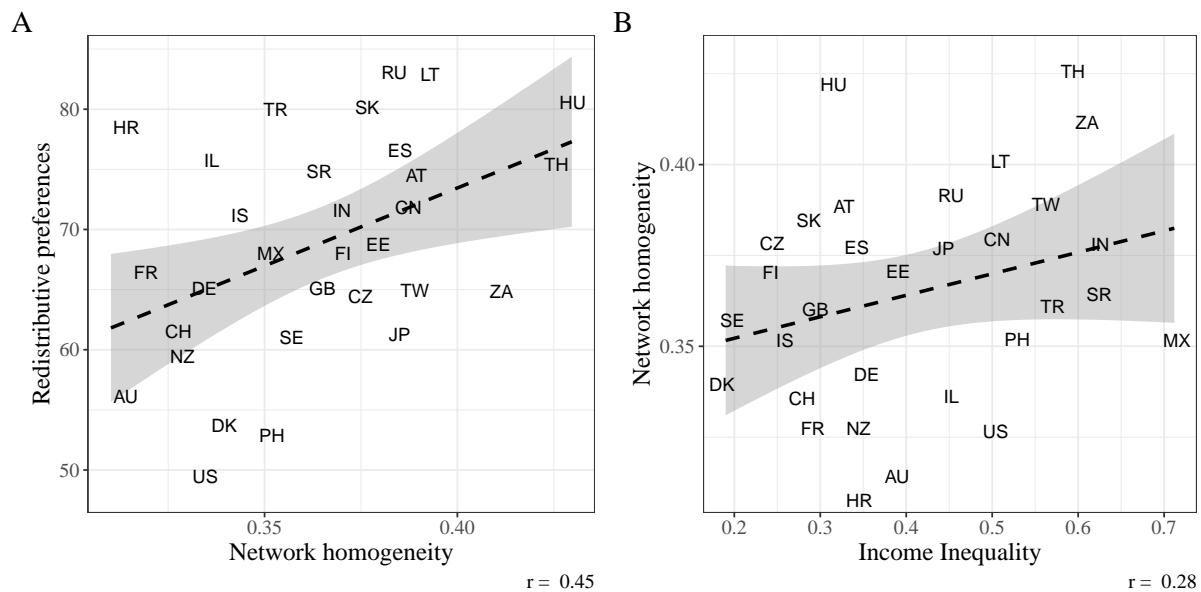 A
Redistributive preferences
80
70
60
50
RU
LT
TR
SK
HU
HR
IL
SR
ES
AT
TH
IS
IN
CN
MX
FI
EE
FR
DE
GB
CZ
TW
ZA
CH
SE
JP
NZ
AU
DK
PH
US
0.35
0.40
Network homogeneity
r = 0.45
B
Network homogeneity
0.40
0.35
HU
TH
ZA
CO
RU
AT
TW
SK
CZ
ES
JP
CN
IN
FI
EE
SE
GB
TR
SR
IS
PH
MX
DK
DE
CH
IL
FR
NZ
US
AU
HR
0.2
0.3
0.4
0.5
0.6
0.7
Income Inequality
r = 0.28